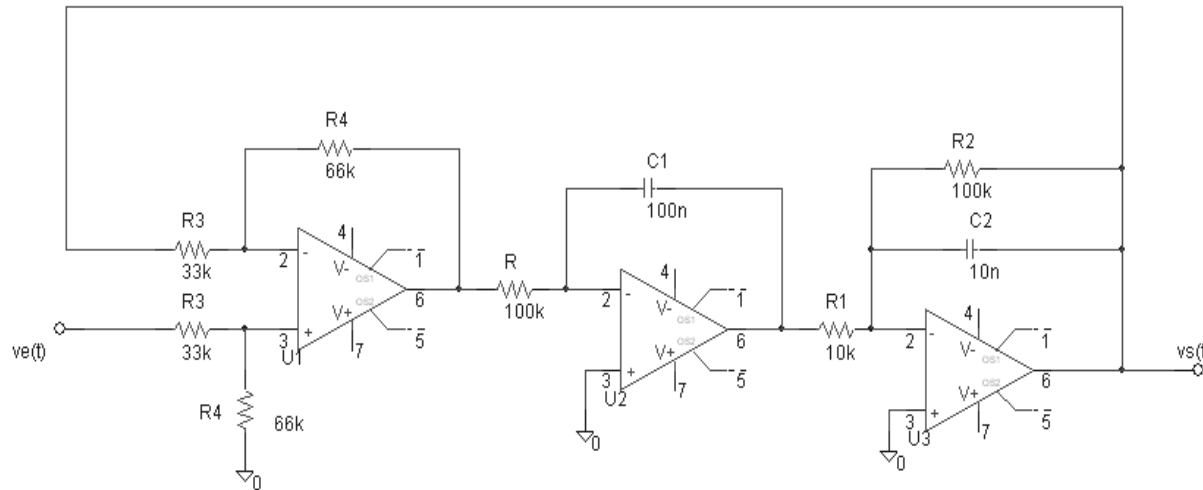 R4
66k
R3
33k
R3
33k
R4
66k
0
ve(t)
2
-
3
+
4
V-
OS1
1
OS2
V+
7
5
6
U1
R
100k
C1
100n
2
-
3
+
4
V-
OS1
1
OS2
V+
7
5
6
U2
0
R1
10k
R2
100k
C2
10n
2
-
3
+
4
V-
OS1
1
OS2
V+
7
5
6
U3
0
vs(t